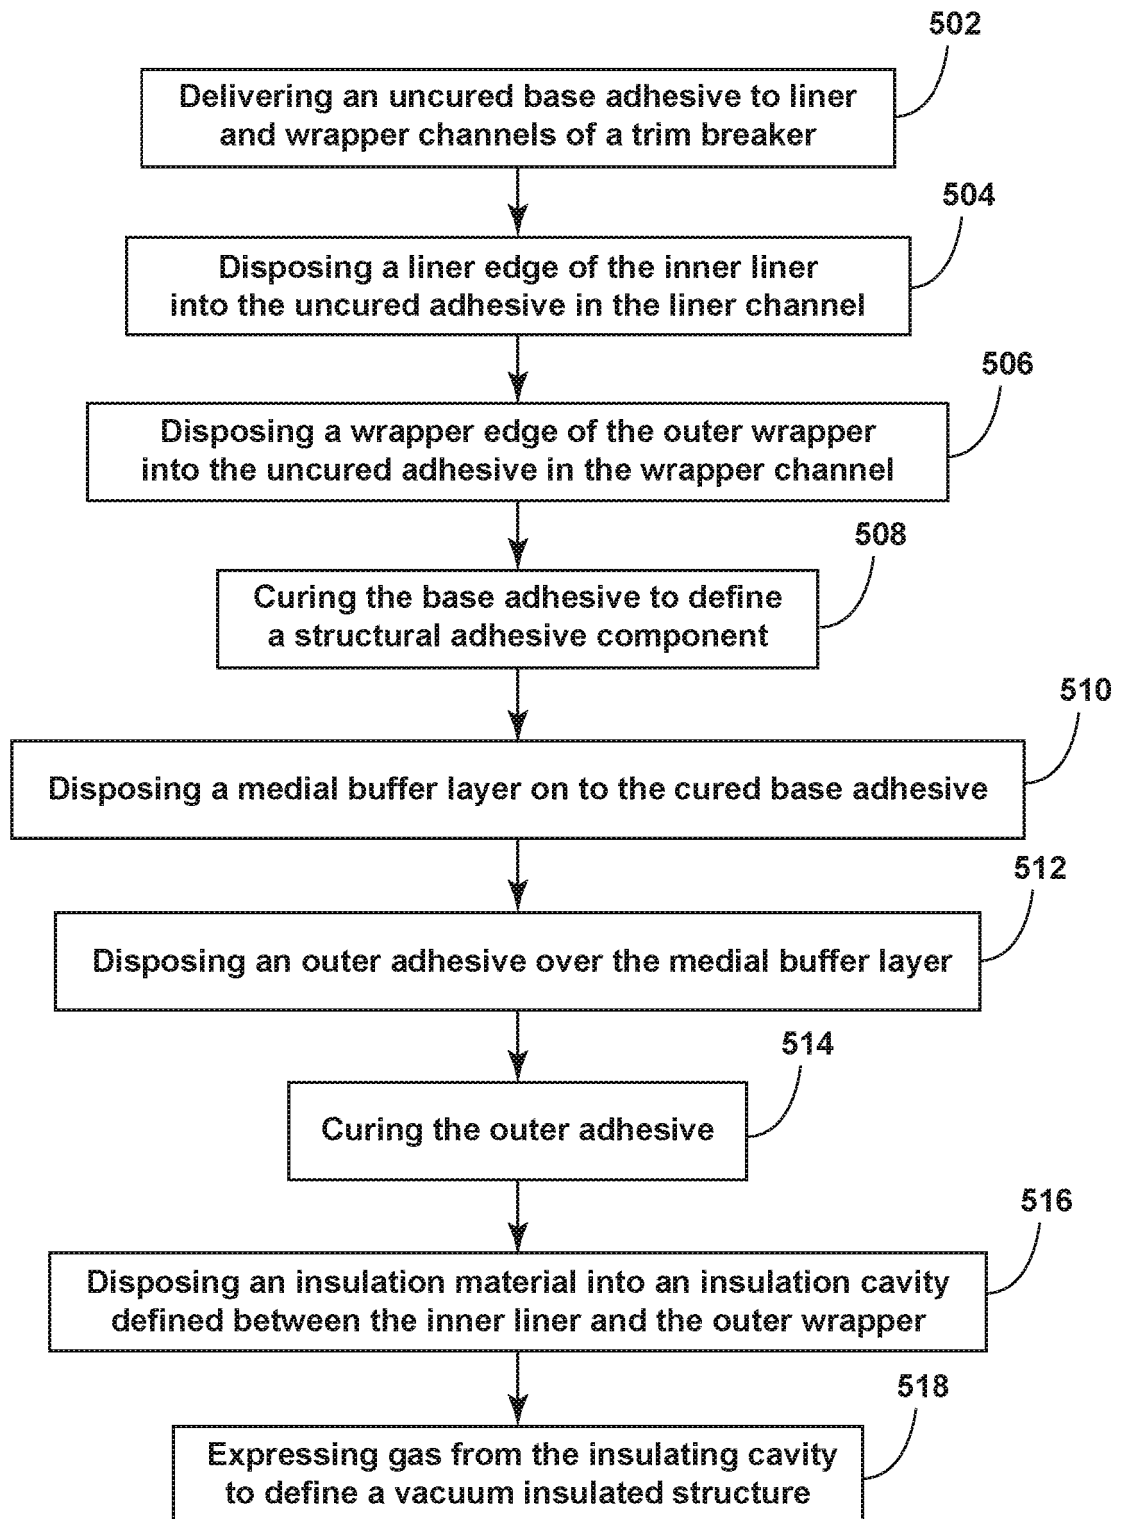 502
Delivering an uncured base adhesive to liner
and wrapper channels of a trim breaker
504
Disposing a liner edge of the inner liner
into the uncured adhesive in the liner channel
506
Disposing a wrapper edge of the outer wrapper
into the uncured adhesive in the wrapper channel
508
Curing the base adhesive to define
a structural adhesive component
510
Disposing a medial buffer layer on to the cured base adhesive
512
Disposing an outer adhesive over the medial buffer layer
514
Curing the outer adhesive
516
Disposing an insulation material into an insulation cavity
defined between the inner liner and the outer wrapper
518
Expressing gas from the insulating cavity
to define a vacuum insulated structure